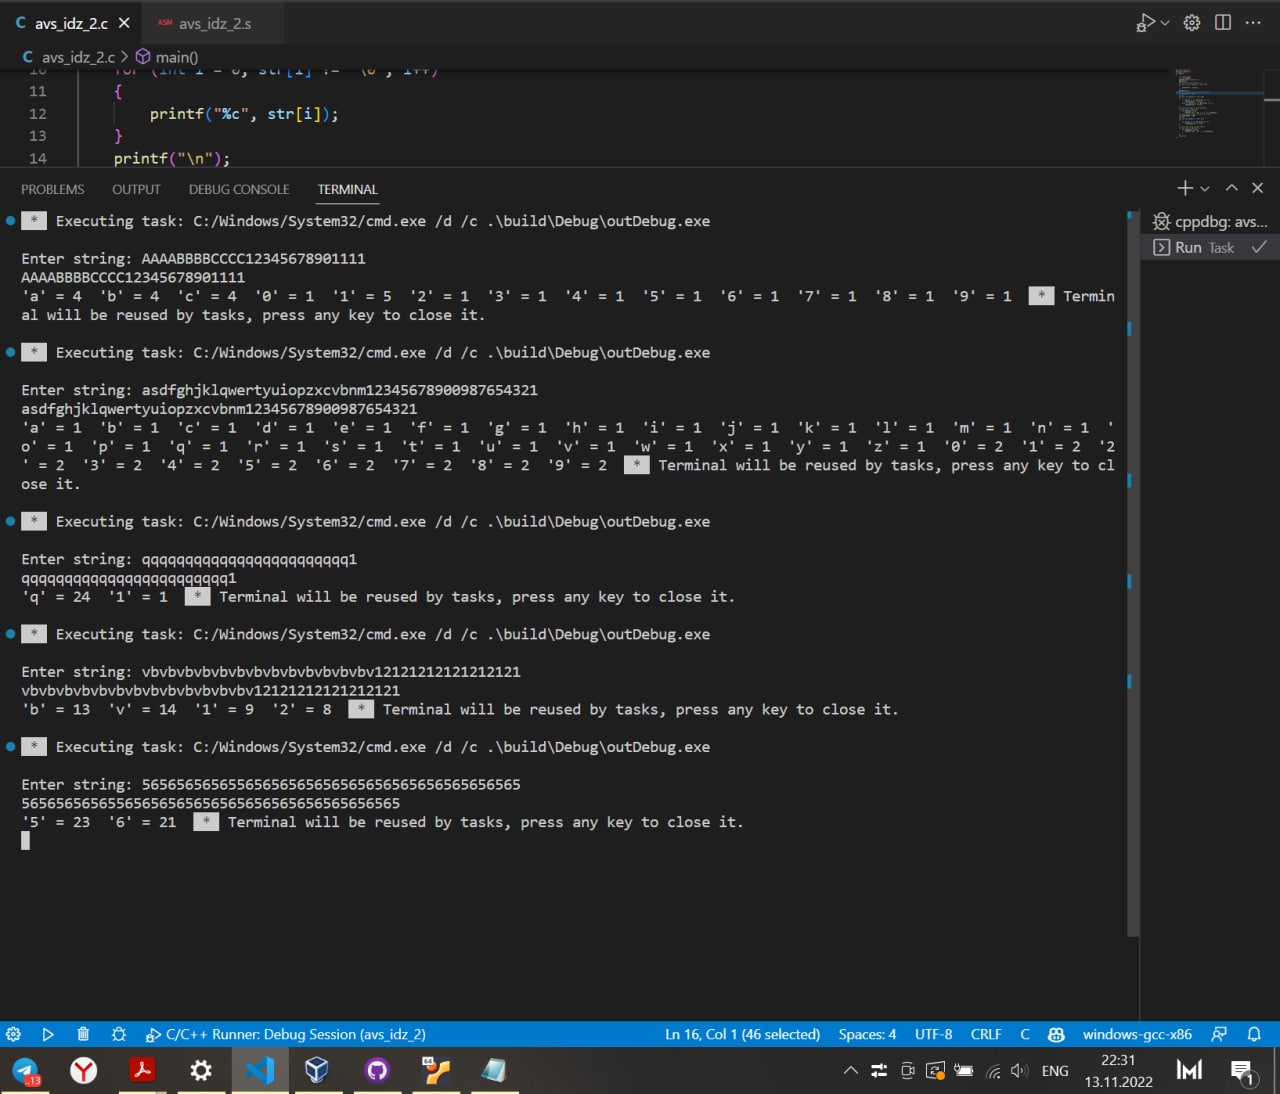 avs_idz_2.c
ASM avs_idz_2.s
C avs_idz_2.c > main()
10 for (int i = 0; str[i] != '\0'; i++)
11 {
12 printf("%c", str[i]);
13 }
14 printf("\n");
PROBLEMS OUTPUT DEBUG CONSOLE TERMINAL
cppdbg: avs...
Run Task
* Executing task: C:/Windows/System32/cmd.exe /d /c .\build\Debug\outDebug.exe
Enter string: AAAABBBBCCCC12345678901111
AAAABBBBCCCC12345678901111
'a' = 4 'b' = 4 'c' = 4 '0' = 1 '1' = 5 '2' = 1 '3' = 1 '4' = 1 '5' = 1 '6' = 1 '7' = 1 '8' = 1 '9' = 1 * Termin
al will be reused by tasks, press any key to close it.
* Executing task: C:/Windows/System32/cmd.exe /d /c .\build\Debug\outDebug.exe
Enter string: asdfghjklqwertyuiopzxcvbnm12345678900987654321
asdfghjklqwertyuiopzxcvbnm12345678900987654321
'a' = 1 'b' = 1 'c' = 1 'd' = 1 'e' = 1 'f' = 1 'g' = 1 'h' = 1 'i' = 1 'j' = 1 'k' = 1 'l' = 1 'm' = 1 'n' = 1 '
o' = 1 'p' = 1 'q' = 1 'r' = 1 's' = 1 't' = 1 'u' = 1 'v' = 1 'w' = 1 'x' = 1 'y' = 1 'z' = 1 '0' = 2 '1' = 2 '2
' = 2 '3' = 2 '4' = 2 '5' = 2 '6' = 2 '7' = 2 '8' = 2 '9' = 2 * Terminal will be reused by tasks, press any key to cl
ose it.
* Executing task: C:/Windows/System32/cmd.exe /d /c .\build\Debug\outDebug.exe
Enter string: qqqqqqqqqqqqqqqqqqqqqqqq1
qqqqqqqqqqqqqqqqqqqqqqqq1
'q' = 24 '1' = 1 * Terminal will be reused by tasks, press any key to close it.
* Executing task: C:/Windows/System32/cmd.exe /d /c .\build\Debug\outDebug.exe
Enter string: vbvbvbvbvbvbvbvbvbvbvbvbvbv12121212121212121
vbvbvbvbvbvbvbvbvbvbvbvbvbv12121212121212121
'b' = 13 'v' = 14 '1' = 9 '2' = 8 * Terminal will be reused by tasks, press any key to close it.
* Executing task: C:/Windows/System32/cmd.exe /d /c .\build\Debug\outDebug.exe
Enter string: 56565656565565656565656565656565656565656565
56565656565565656565656565656565656565656565
'5' = 23 '6' = 21 * Terminal will be reused by tasks, press any key to close it.
C/C++ Runner: Debug Session (avs_idz_2) Ln 16, Col 1 (46 selected) Spaces: 4 UTF-8 CRLF C windows-gcc-x86
.13 64 ENG 22:31
13.11.2022 1